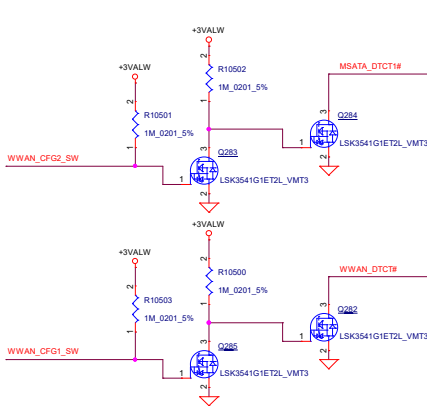 +3VALW
R10502
1M_0201_5%
2
1
+3VALW
R10501
1M_0201_5%
2
1
MSATA_DTCT1#
Q284
LSK3541G1ET2L_VMT3
3
1
2
WWAN_CFG2_SW
Q283
LSK3541G1ET2L_VMT3
3
1
2
+3VALW
R10500
1M_0201_5%
2
1
+3VALW
R10503
1M_0201_5%
2
1
WWAN_DTCT#
Q282
LSK3541G1ET2L_VMT3
3
1
2
WWAN_CFG1_SW
Q285
LSK3541G1ET2L_VMT3
3
1
2